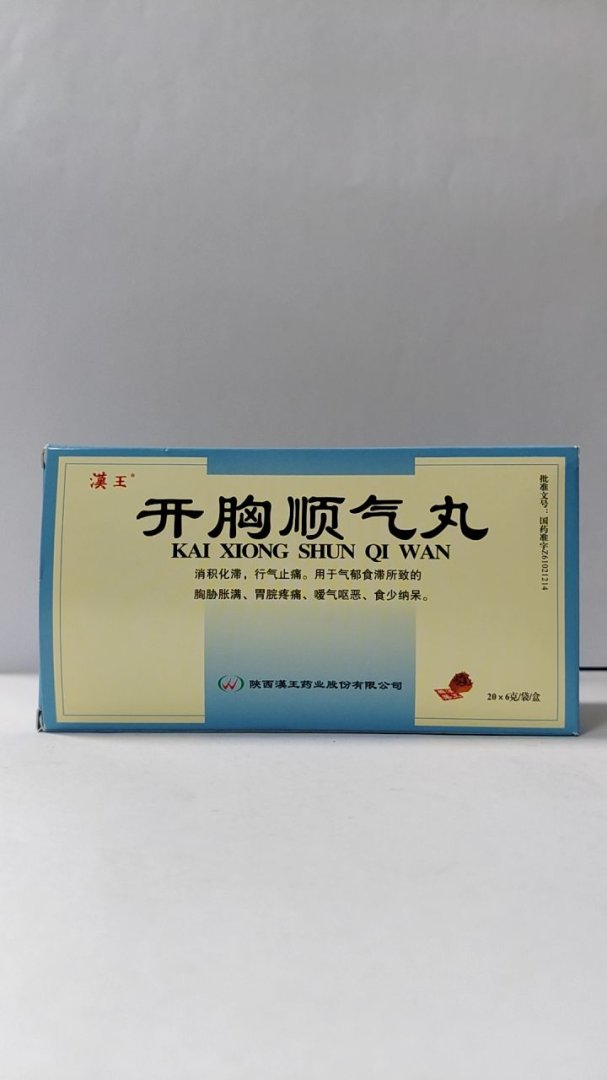 漢王®
开胸顺气丸
KAI XIONG SHUN QI WAN
消积化滞，行气止痛。用于气郁食滞所致的
胸胁胀满、胃脘疼痛、嗳气呕恶、食少纳呆。
批准文号：国药准字Z61021214
陕西漢王药业股份有限公司
20×6克/袋/盒